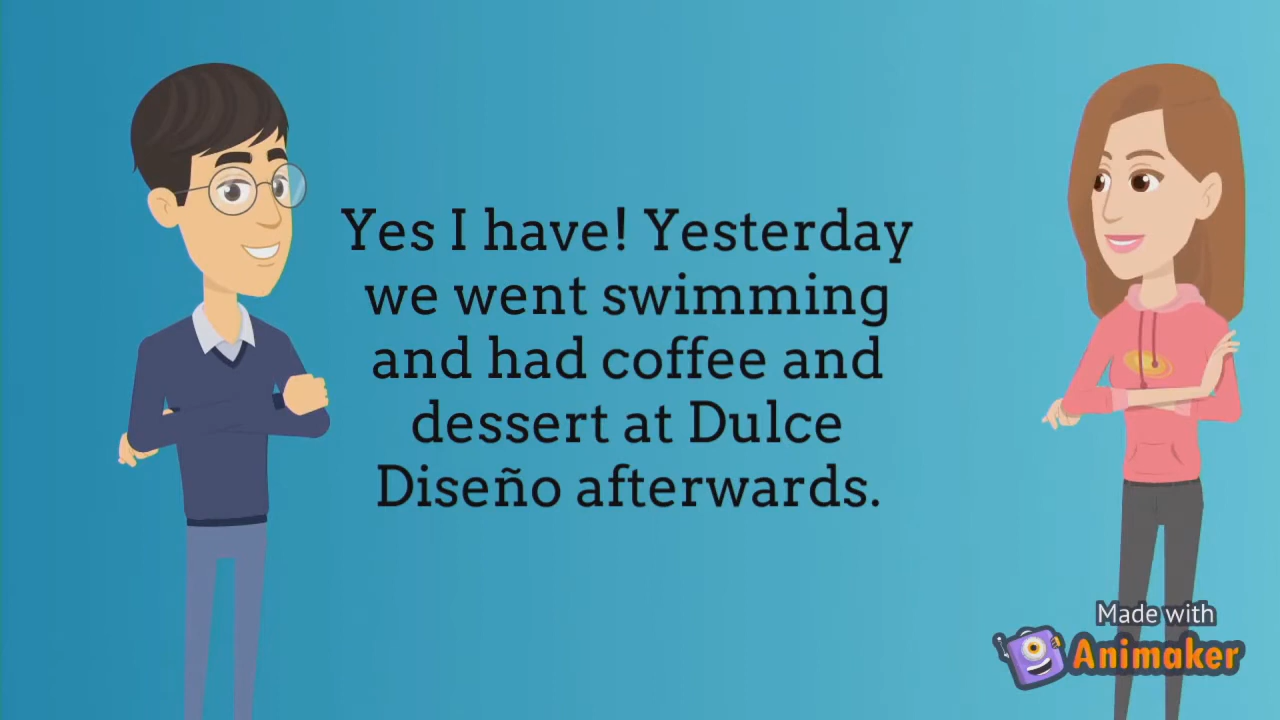 Yes I have! Yesterday
we went swimming
and had coffee and
dessert at Dulce
Diseño afterwards.
Made with
Animaker